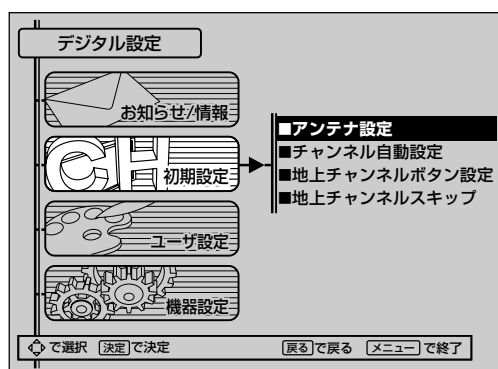 デジタル設定
お知らせ/情報
CH
初期設定
ユーザ設定
機器設定
■アンテナ設定
■チャンネル自動設定
■地上チャンネルボタン設定
■地上チャンネルスキップ
で選択 決定で決定 戻るで戻る メニューで終了